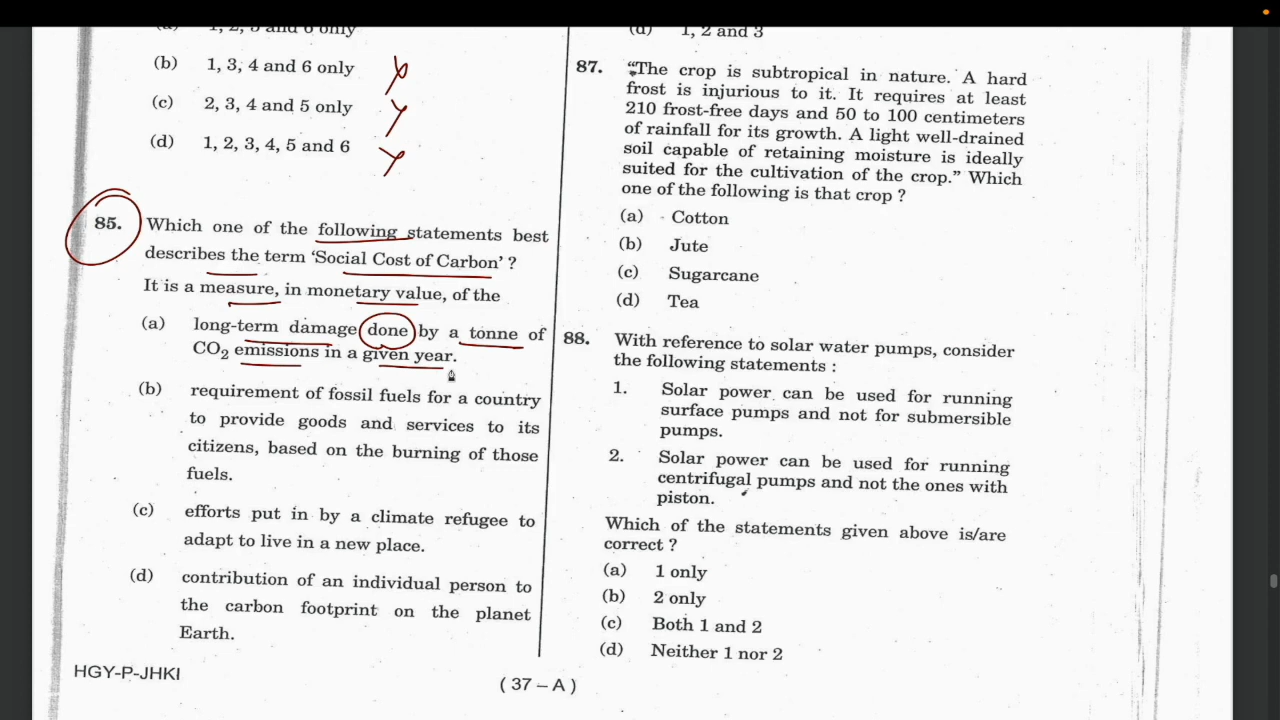 1, 2, 3 and 6 only
(b) 1, 3, 4 and 6 only
(c) 2, 3, 4 and 5 only
(d) 1, 2, 3, 4, 5 and 6
85. Which one of the following statements best
describes the term ‘Social Cost of Carbon’ ?
It is a measure, in monetary value, of the
(a) long-term damage done by a tonne of
CO2 emissions in a given year.
(b) requirement of fossil fuels for a country
to provide goods and services to its
citizens, based on the burning of those
fuels.
(c) efforts put in by a climate refugee to
adapt to live in a new place.
(d) contribution of an individual person to
the carbon footprint on the planet
Earth.
HGY-P-JHKI
(d) 1, 2 and 3
87. “The crop is subtropical in nature. A hard
frost is injurious to it. It requires at least
210 frost-free days and 50 to 100 centimeters
of rainfall for its growth. A light well-drained
soil capable of retaining moisture is ideally
suited for the cultivation of the crop.” Which
one of the following is that crop ?
(a) Cotton
(b) Jute
(c) Sugarcane
(d) Tea
88. With reference to solar water pumps, consider
the following statements :
1. Solar power can be used for running
surface pumps and not for submersible
pumps.
2. Solar power can be used for running
centrifugal pumps and not the ones with
piston.
Which of the statements given above is/are
correct ?
(a) 1 only
(b) 2 only
(c) Both 1 and 2
(d) Neither 1 nor 2
( 37 – A )